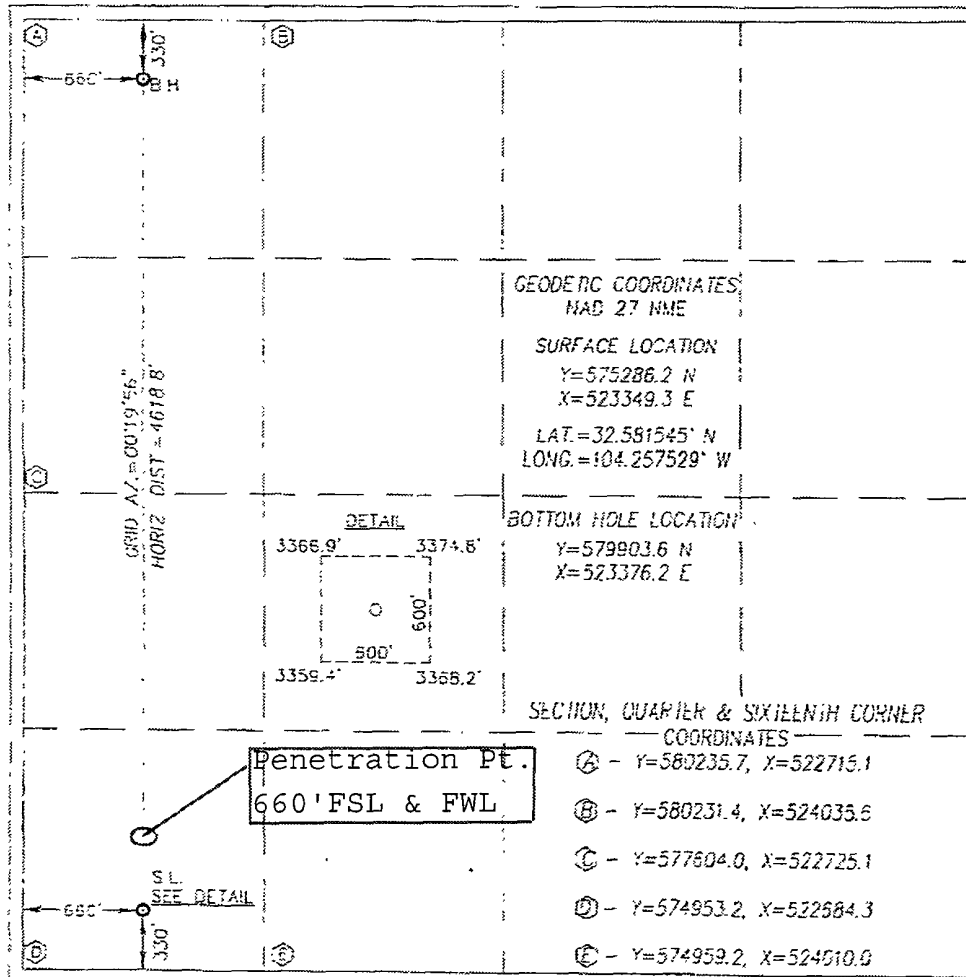 A
330'
B
660'
B H
GEODETIC COORDINATES
NAD 27 NME
SURFACE LOCATION
Y=575286.2 N
X=523349.3 E
LAT.=32.581545° N
LONG.=104.257529° W
C
GRID AZ.=00°19'56"
HORIZ DIST =4618 8'
BOTTOM HOLE LOCATION
Y=579903.6 N
X=523376.2 E
DETAIL
3366.9' 3374.8'
600'
600'
3359.4' 3368.2'
SECTION, QUARTER & SIXTEENTH CORNER
COORDINATES
A - Y=580235.7, X=522715.1
B - Y=580231.4, X=524035.6
C - Y=577604.0, X=522725.1
D - Y=574953.2, X=522684.3
E - Y=574959.2, X=524010.0
Penetration Pt.
660'FSL & FWL
S L.
SEE DETAIL
660'
330'
D
E